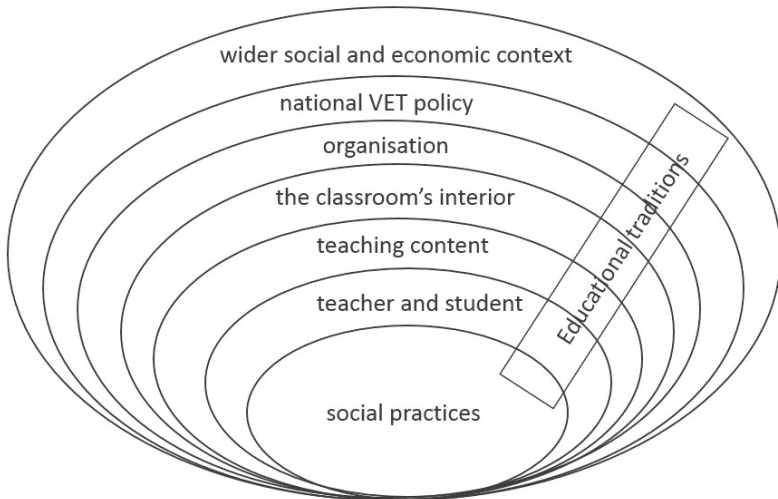 wider social and economic context
national VET policy
organisation
the classroom's interior
teaching content
teacher and student
social practices
Educational traditions